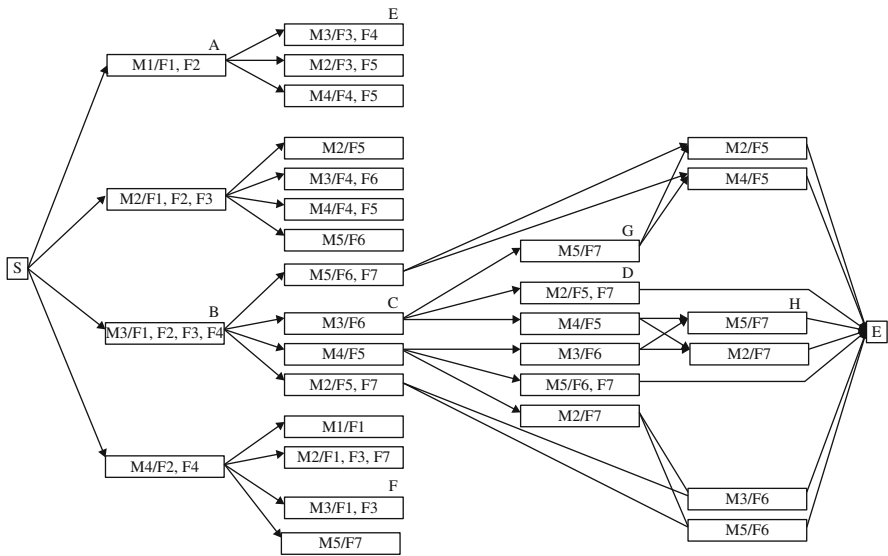 E
M3/F3, F4
A
M1/F1, F2
M2/F3, F5
M4/F4, F5
M2/F5
M2/F5
M3/F4, F6
M4/F5
M2/F1, F2, F3
M4/F4, F5
M5/F6
G
M5/F7
S
M5/F6, F7
D
M2/F5, F7
B
C
H
M3/F1, F2, F3, F4
M3/F6
M4/F5
M5/F7
E
M4/F5
M3/F6
M2/F7
M2/F5, F7
M5/F6, F7
M2/F7
M1/F1
M4/F2, F4
M2/F1, F3, F7
F
M3/F1, F3
M3/F6
M5/F7
M5/F6